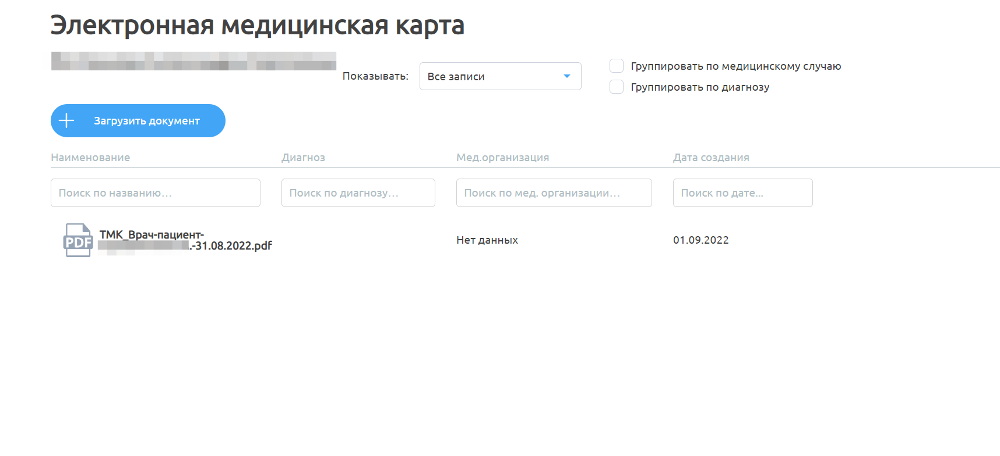 Электронная медицинская карта
Показывать:
Все записи
Группировать по медицинскому случаю
Группировать по диагнозу
Загрузить документ
Наименование Диагноз Мед.организация Дата создания
Поиск по названию... Поиск по диагнозу... Поиск по мед. организации... Поиск по дате...
PDF
ТМК_Врач-пациент-
.-31.08.2022.pdf
Нет данных
01.09.2022